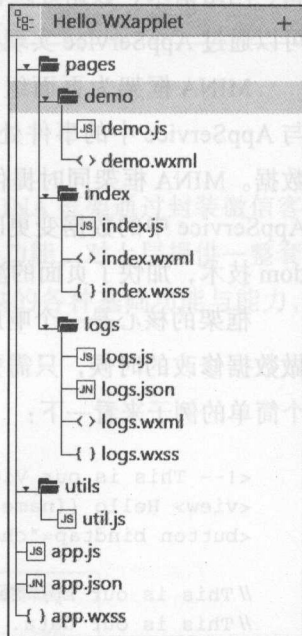 Hello WXapplet +
pages
demo
JS demo.js
< > demo.wxml
index
JS index.js
< > index.wxml
{ } index.wxss
logs
JS logs.js
JN logs.json
< > logs.wxml
{ } logs.wxss
utils
JS util.js
JS app.js
JN app.json
{ } app.wxss